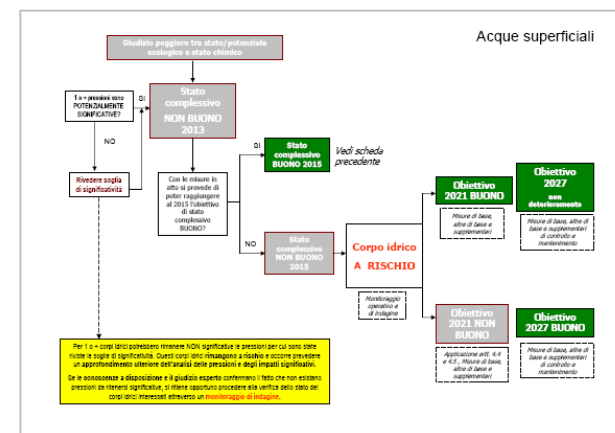 Acque superficiali
Giudizio peggiore tra stato/potenziale
ecologico e stato chimico
1 o + pressioni sono
POTENZIALMENTE
SIGNIFICATIVE?
SI
Stato
complessivo
NON BUONO
2013
NO
Rivedere soglia
di significatività
Con le misure in
atto si prevede di
poter raggiungere
al 2015 l'obiettivo
di stato
complessivo
BUONO?
SI
Stato
complessivo
BUONO 2015
Vedi scheda
precedente
NO
Stato
complessivo
NON BUONO
2015
Corpo idrico
A RISCHIO
Monitoraggio
operativo e
di indagine
Obiettivo
2021 BUONO
Misure di base,
altre di base e
supplementari
Obiettivo
2027
non
deterioramento
Misure di base, altre
di base e
supplementari
di controllo e
mantenimento
Obiettivo
2021 NON
BUONO
Applicazione artt. 4.4
e 4.5 , Misure di base,
altre di base e
supplementari
Obiettivo
2027 BUONO
Misure di base, altre
di base e
supplementari
di controllo e
mantenimento
Per 1 o + corpi idrici potrebbero rimanere NON significative le pressioni per cui sono state
riviste le soglie di significatività. Questi corpi idrici rimangono a rischio e occorre prevedere
un approfondimento ulteriore dell'analisi delle pressioni e degli impatti significativi.
Se le conoscenze a disposizione e il giudizio esperto confermano il fatto che non esistano
pressioni da ritenersi significative, si ritiene opportuno procedere alla verifica dello stato dei
corpi idrici interessati attraverso un monitoraggio di indagine.